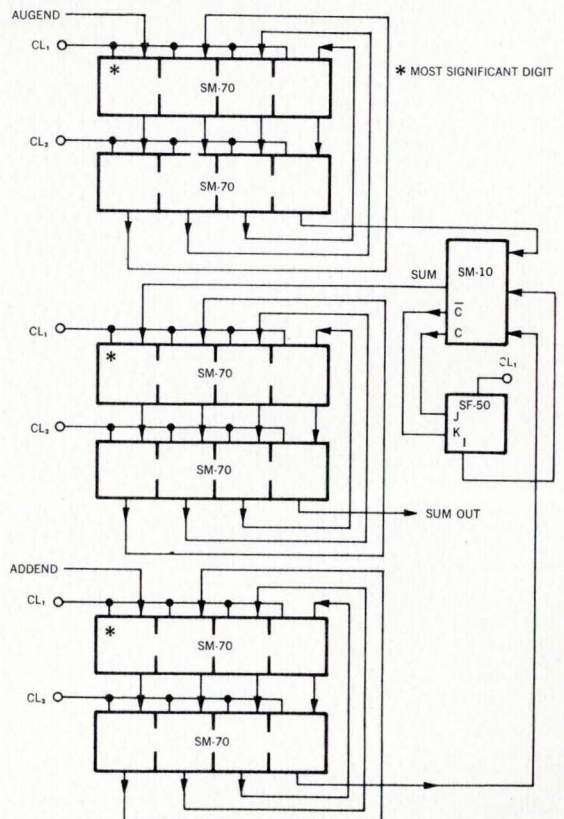 AUGEND
CL₁
* MOST SIGNIFICANT DIGIT
*
SM-70
CL₂
SM-70
SUM
SM-10
C̅
C
CL₁
CL₁
*
SM-70
SF-50
J
K
1
CL₂
SM-70
SUM OUT
ADDEND
CL₁
*
SM-70
CL₂
SM-70